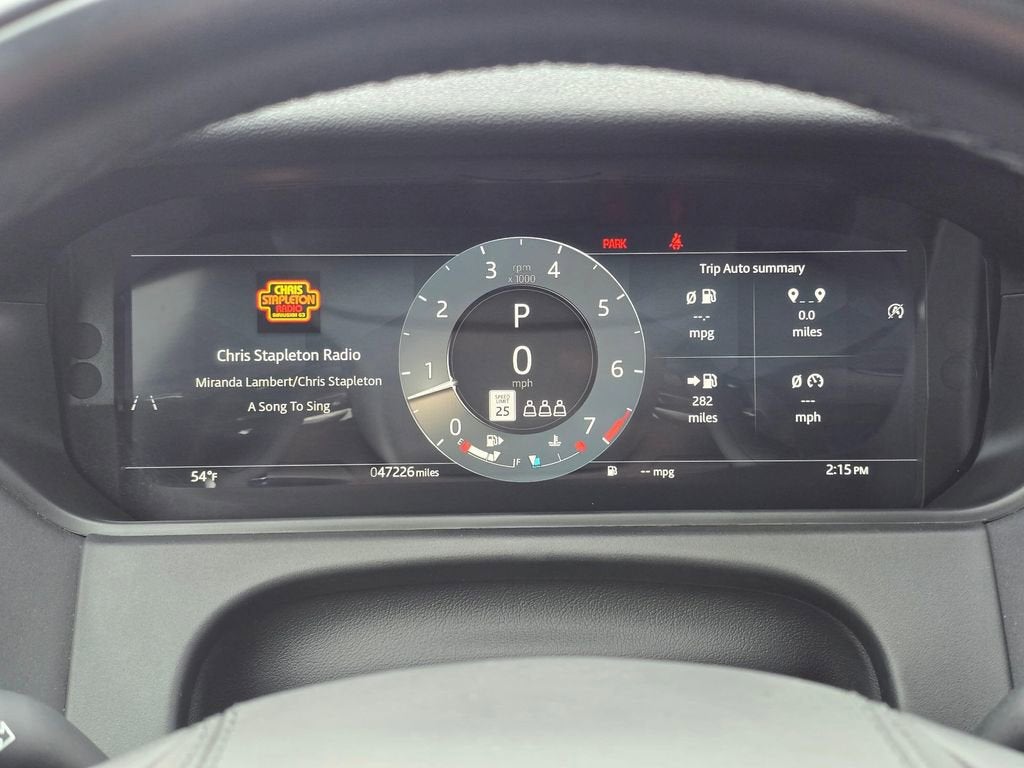 PARK
CHRIS
STAPLETON
RADIO
SIRIUSXM 63
Chris Stapleton Radio
Miranda Lambert/Chris Stapleton
A Song To Sing
3
rpm
x 1000
4
2
5
1
6
0
7
P
0
mph
SPEED
LIMIT
25
E
F
Trip Auto summary
--.-
mpg
0.0
miles
282
miles
---
mph
54°F
047226 miles
-- mpg
2:15 PM